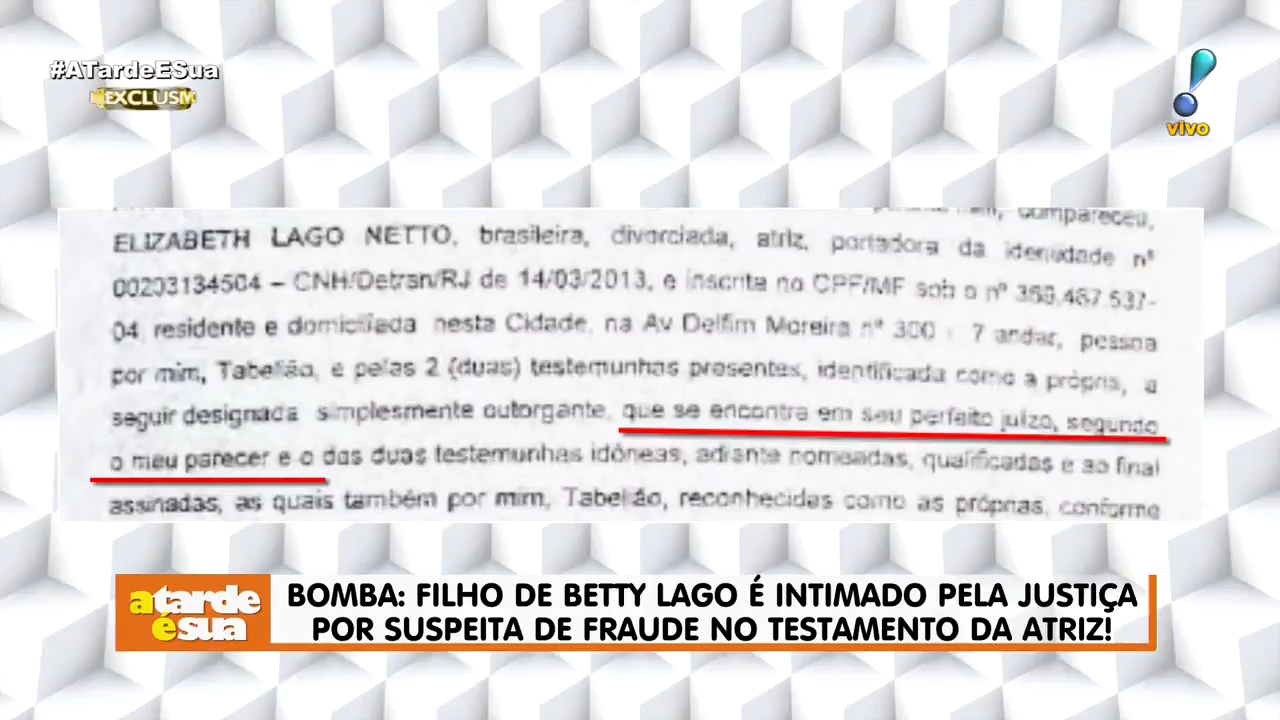 #ATardeESua
EXCLUSIV
vivo
compareceu,
ELIZABETH LAGO NETTO, brasileira, divorciada, atriz, portadora da identidade nº
00203134504 – CNH/Detran/RJ de 14/03/2013, e inscrita no CPF/MF sob o nº
04, residente e domiciliada nesta Cidade, na Av Delfim Moreira nº 300 - 7 andar, pessoa
por mim, Tabelião, e pelas 2 (duas) testemunhas presentes, identificada como a própria, a
seguir designada simplesmente outorgante, que se encontra em seu perfeito juízo, segundo
o meu parecer e o das duas testemunhas idôneas, adiante nomeadas, qualificadas e ao final
assinadas, as quais também por mim, Tabelião, reconhecidas como as próprias, conforme
a tarde é sua
BOMBA: FILHO DE BETTY LAGO É INTIMADO PELA JUSTIÇA
POR SUSPEITA DE FRAUDE NO TESTAMENTO DA ATRIZ!